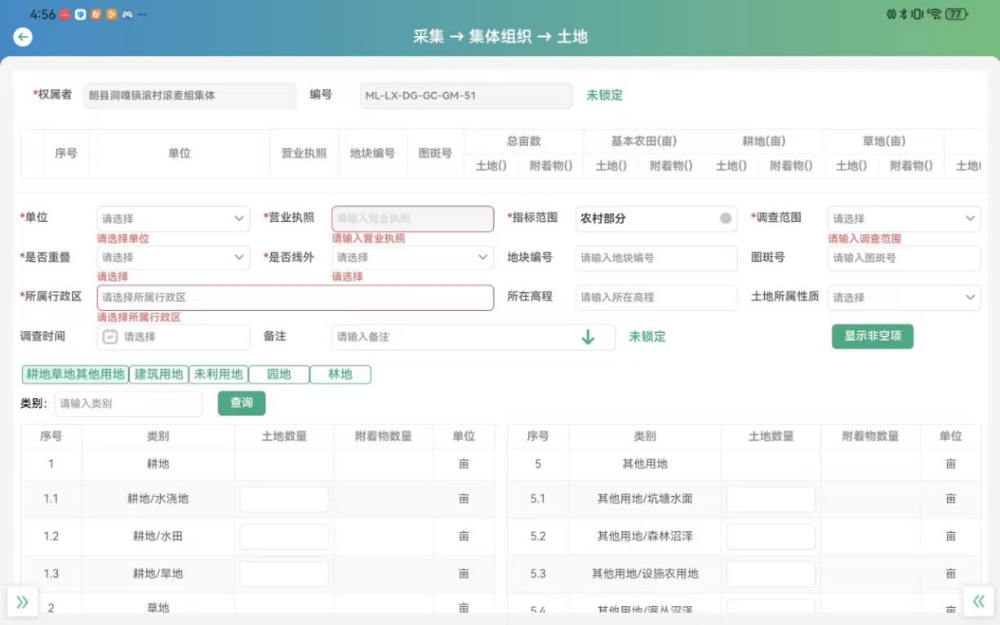 4:56
77
采集 → 集体组织 → 土地
*权属者 朗县洞嘎镇滚村滚麦组集体 编号 ML-LX-DG-GC-GM-51 未锁定
序号 单位 营业执照 地块编号 图斑号 总亩数 基本农田(亩) 耕地(亩) 草地(亩)
土地() 附着物() 土地() 附着物() 土地() 附着物() 土地() 附着物() 土地(
*单位 请选择 *营业执照 请输入营业执照 *指标范围 农村部分 *调查范围 请选择
请选择单位 请输入营业执照 请输入调查范围
*是否重叠 请选择 *是否线外 请选择 地块编号 请输入地块编号 图斑号 请输入图斑号
请选择 请选择
*所属行政区 请选择所属行政区 所在高程 请输入所在高程 土地所属性质 请选择
请选择所属行政区
调查时间 请选择 备注 请输入备注 未锁定 显示非空项
耕地草地其他用地 建筑用地 未利用地 园地 林地
类别: 请输入类别 查询
序号 类别 土地数量 附着物数量 单位 序号 类别 土地数量 附着物数量 单位
1 耕地 亩 5 其他用地 亩
1.1 耕地/水浇地 亩 5.1 其他用地/坑塘水面 亩
1.2 耕地/水田 亩 5.2 其他用地/森林沼泽 亩
1.3 耕地/旱地 亩 5.3 其他用地/设施农用地 亩
2 草地 亩 5.4 其他用地/灌丛沼泽 亩